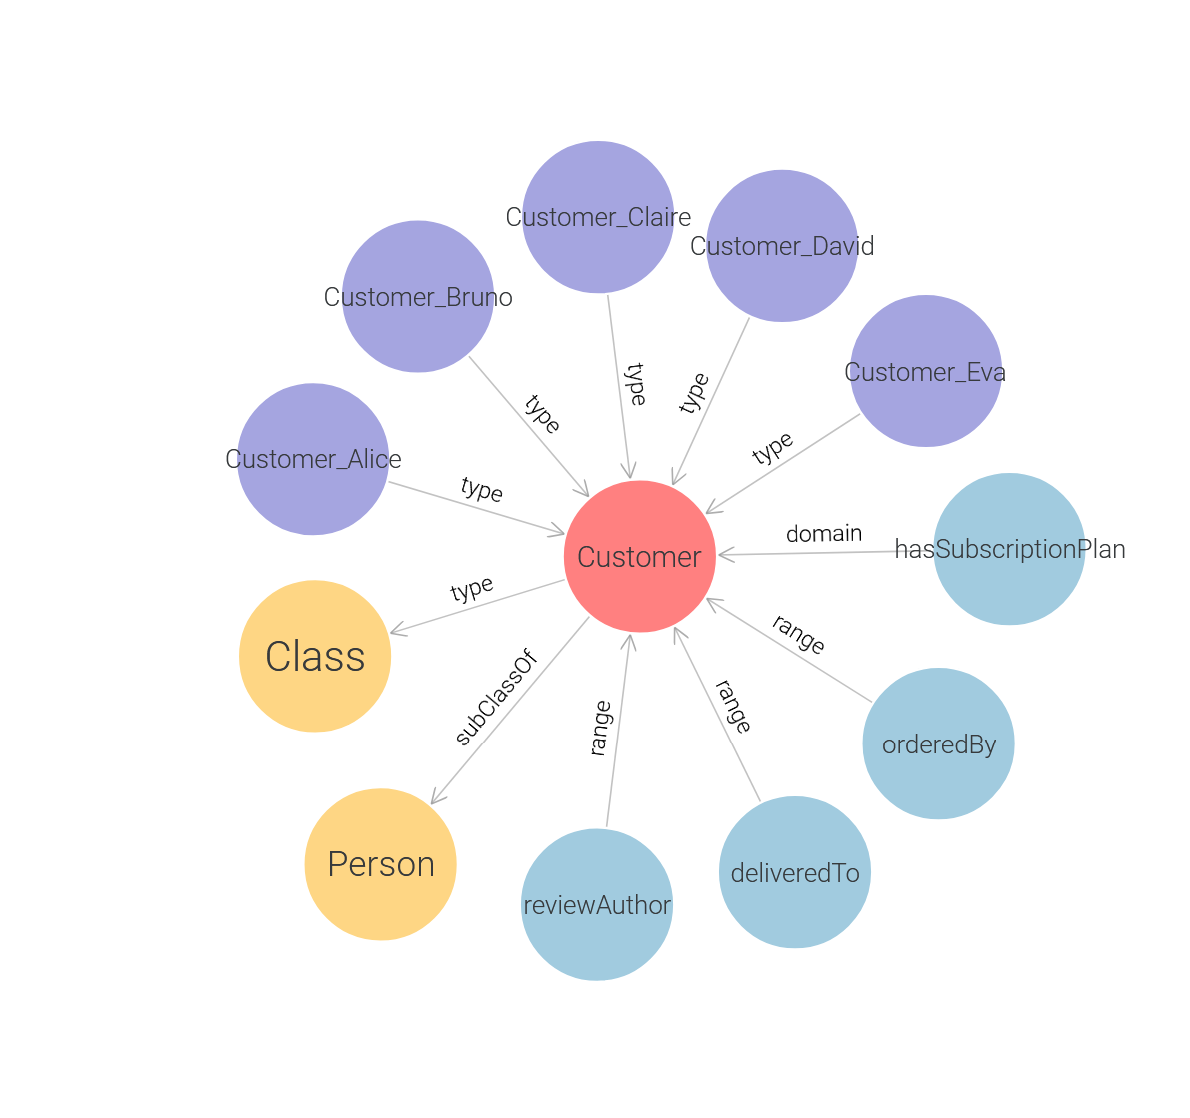 Customer_Claire
Customer_David
Customer_Bruno
Customer_Eva
type
type
type
type
Customer_Alice
type
domain
hasSubscriptionPlan
Customer
type
range
Class
subClassOf
range
range
orderedBy
Person
deliveredTo
reviewAuthor